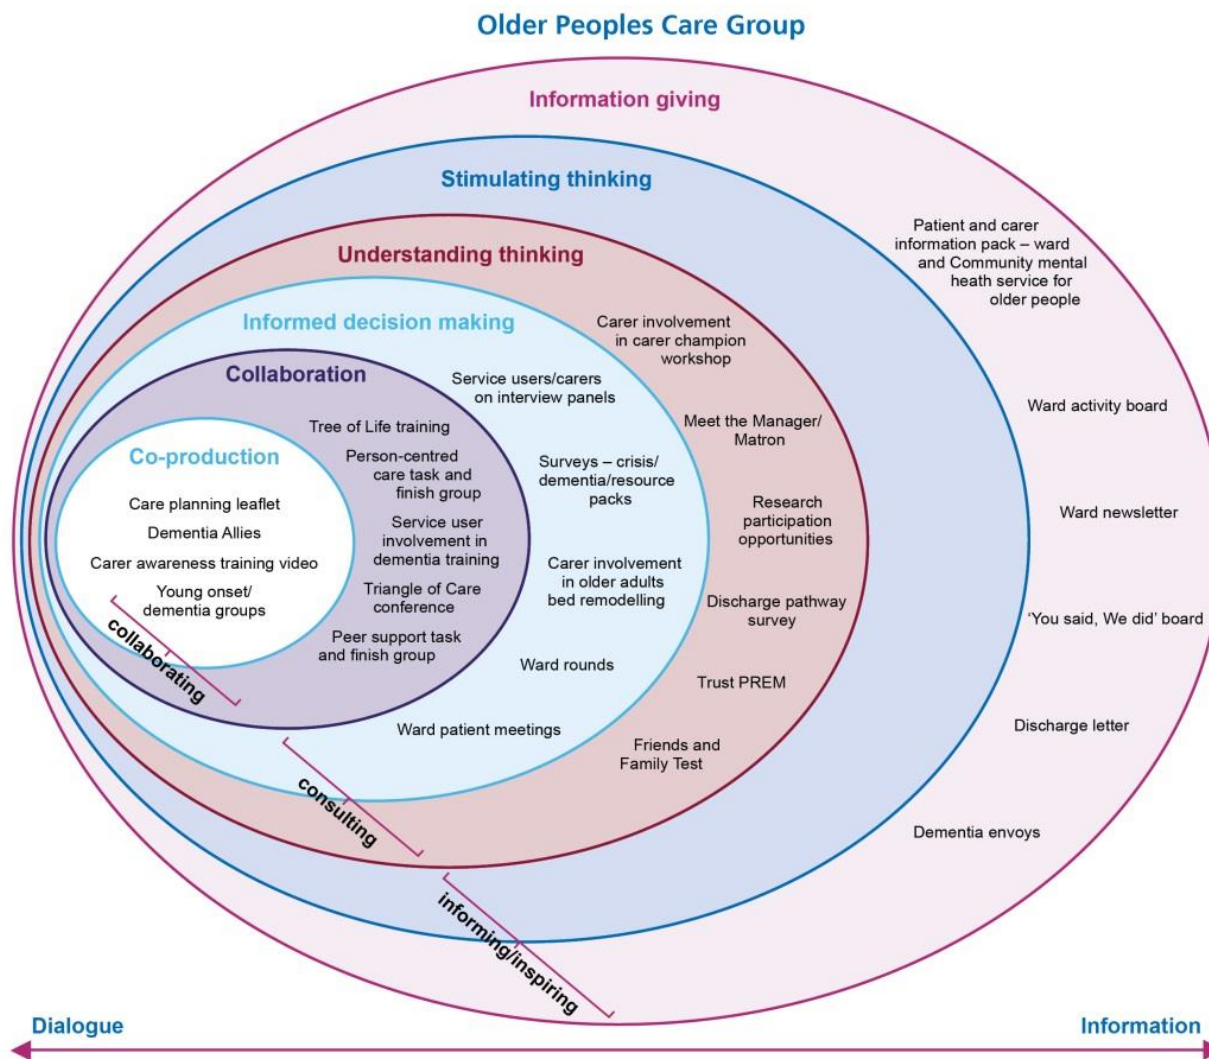 Older Peoples Care Group
Information giving
Stimulating thinking
Understanding thinking
Informed decision making
Collaboration
Co-production
Care planning leaflet
Dementia Allies
Carer awareness training video
Young onset/
dementia groups
Tree of Life training
Person-centred
care task and
finish group
Service user
involvement in
dementia training
Triangle of Care
conference
Peer support task
and finish group
Service users/carers
on interview panels
Surveys – crisis/
dementia/resource
packs
Carer involvement
in older adults
bed remodelling
Ward rounds
Ward patient meetings
Carer involvement
in carer champion
workshop
Meet the Manager/
Matron
Research
participation
opportunities
Discharge pathway
survey
Trust PREM
Friends and
Family Test
Patient and carer
information pack – ward
and Community mental
heath service for
older people
Ward activity board
Ward newsletter
‘You said, We did’ board
Discharge letter
Dementia envoys
collaborating
consulting
informing/inspiring
Dialogue
Information